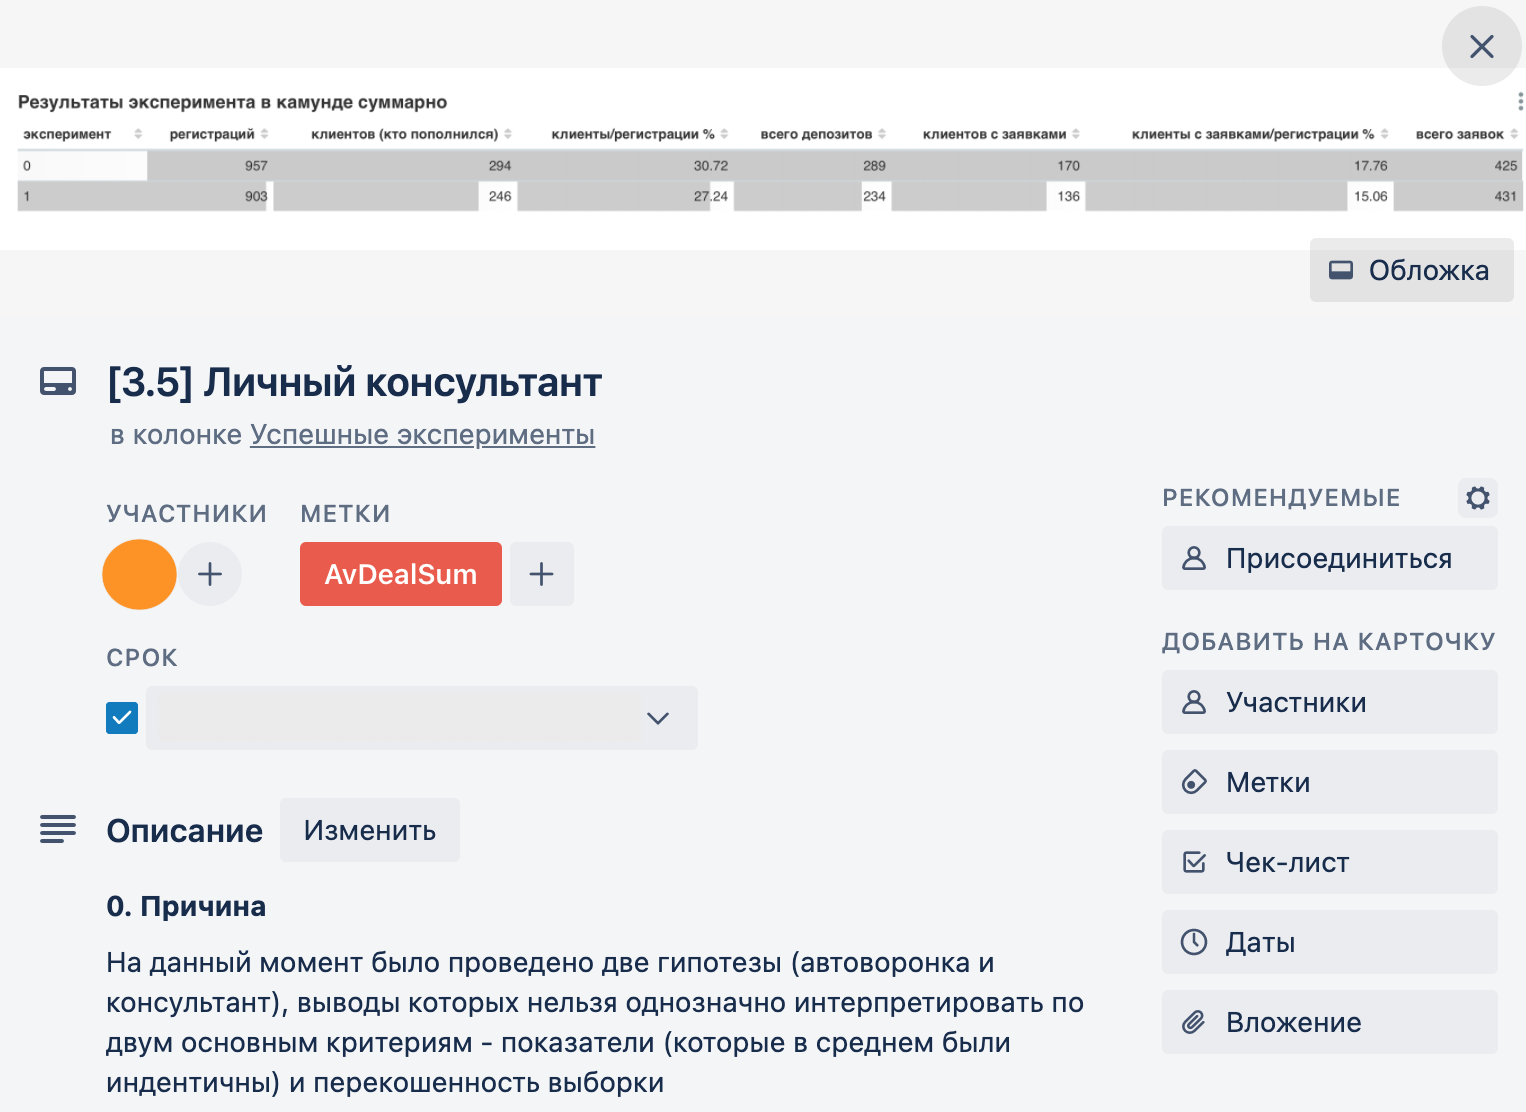 Результаты эксперимента в камунде суммарно
эксперимент регистраций клиентов (кто пополнился) клиенты/регистрации % всего депозитов клиентов с заявками клиенты с заявками/регистрации % всего заявок
0 957 294 30.72 289 170 17.76 425
1 903 246 27.24 234 136 15.06 431
Обложка
[3.5] Личный консультант
в колонке Успешные эксперименты
УЧАСТНИКИ МЕТКИ
AvDealSum
СРОК
Описание Изменить
0. Причина
На данный момент было проведено две гипотезы (автоворонка и
консультант), выводы которых нельзя однозначно интерпретировать по
двум основным критериям - показатели (которые в среднем были
индентичны) и перекошенность выборки
РЕКОМЕНДУЕМЫЕ
Присоединиться
ДОБАВИТЬ НА КАРТОЧКУ
Участники
Метки
Чек-лист
Даты
Вложение